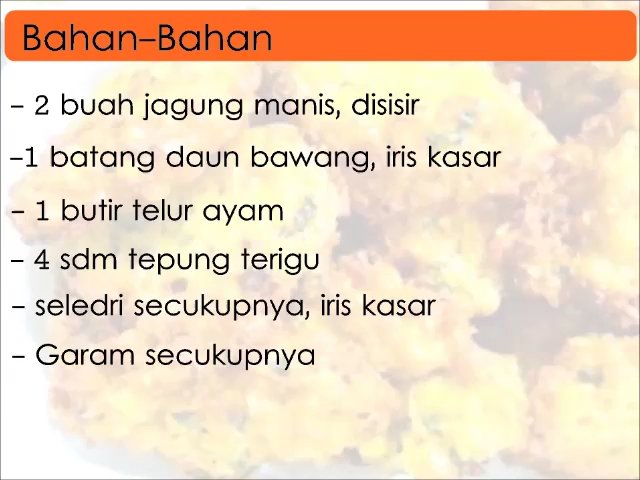 Bahan-Bahan
- 2 buah jagung manis, disisir
-1 batang daun bawang, iris kasar
- 1 butir telur ayam
- 4 sdm tepung terigu
- seledri secukupnya, iris kasar
- Garam secukupnya